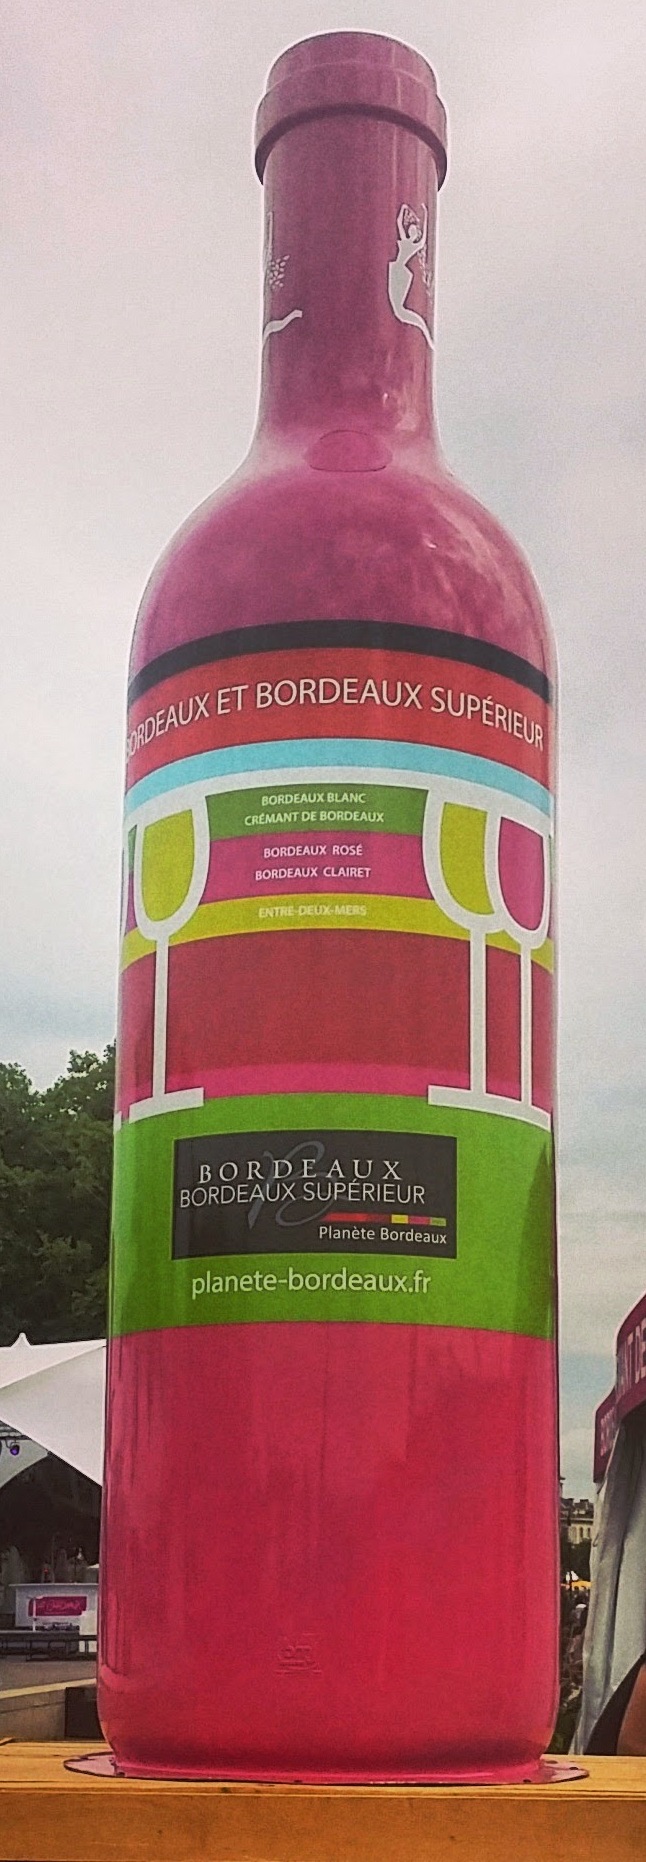 BORDEAUX ET BORDEAUX SUPÉRIEUR
BORDEAUX BLANC
CRÉMANT DE BORDEAUX
BORDEAUX ROSÉ
BORDEAUX CLAIRET
ENTRE-DEUX-MERS
BORDEAUX
BORDEAUX SUPÉRIEUR
Planète Bordeaux
planete-bordeaux.fr